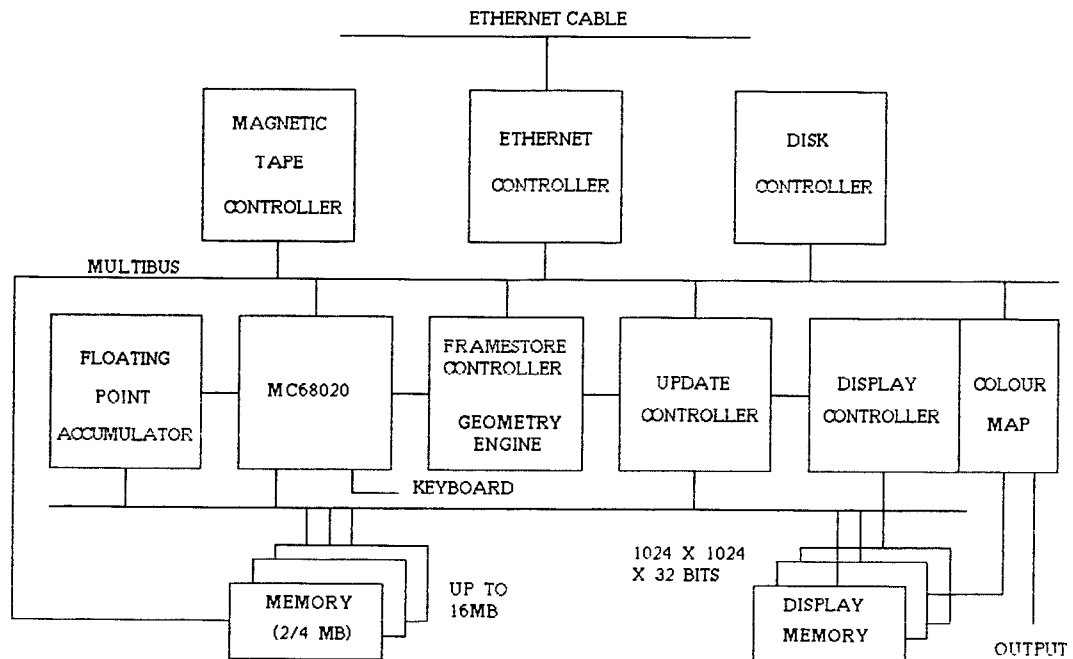 ETHERNET CABLE
MAGNETIC
TAPE
CONTROLLER
ETHERNET
CONTROLLER
DISK
CONTROLLER
MULTIBUS
FLOATING
POINT
ACCUMULATOR
MC68020
FRAMESTORE
CONTROLLER
GEOMETRY
ENGINE
UPDATE
CONTROLLER
DISPLAY
CONTROLLER
COLOUR
MAP
KEYBOARD
MEMORY
(2/4 MB)
UP TO
16MB
1024 X 1024
X 32 BITS
DISPLAY
MEMORY
OUTPUT